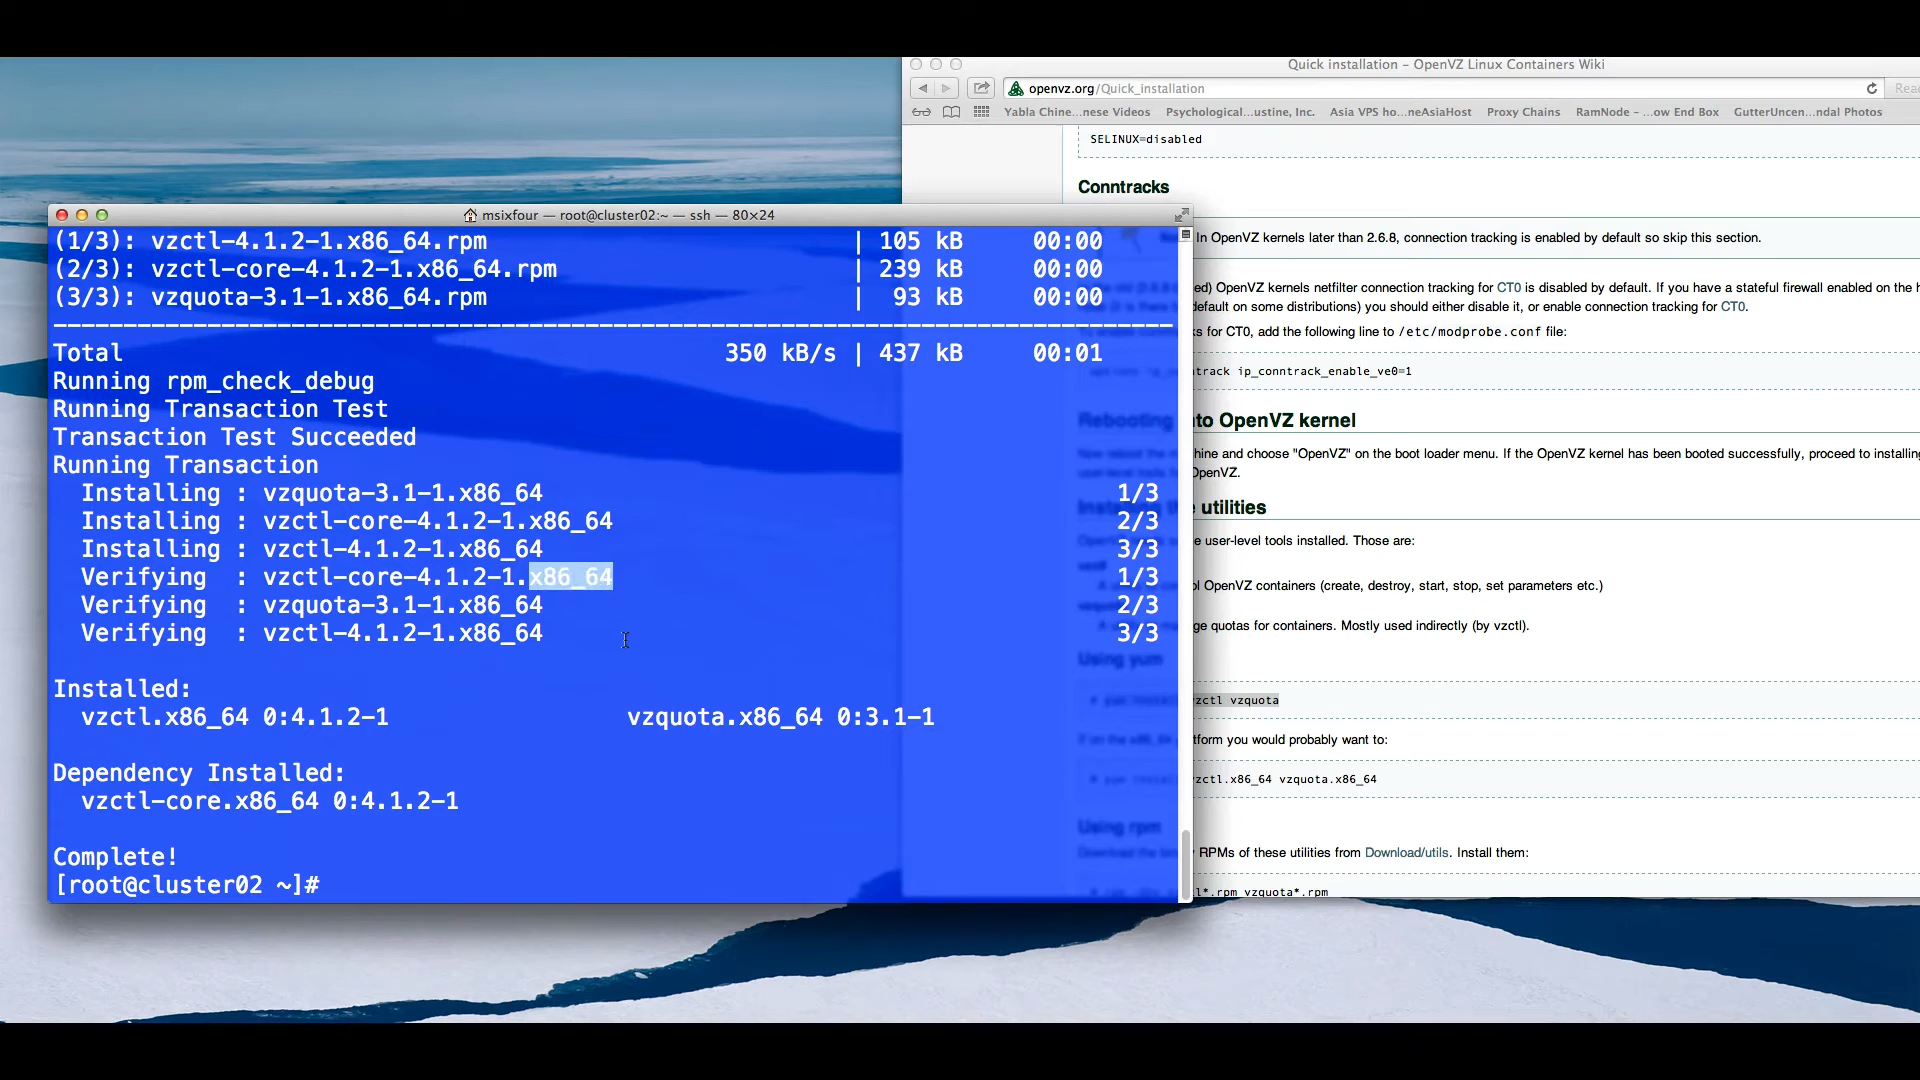 Quick installation – OpenVZ Linux Containers Wiki
openvz.org/Quick_installation
Yabla Chine...nese Videos Psychological...ustine, Inc. Asia VPS ho...neAsiaHost Proxy Chains RamNode – ...ow End Box GutterUncen...ndal Photos
SELINUX=disabled
Conntracks
In OpenVZ kernels later than 2.6.8, connection tracking is enabled by default so skip this section.
OpenVZ kernels netfilter connection tracking for CT0 is disabled by default. If you have a stateful firewall enabled on the
default on some distributions) you should either disable it, or enable connection tracking for CT0.
s for CT0, add the following line to /etc/modprobe.conf file:
track ip_conntrack_enable_ve0=1
Rebooting into OpenVZ kernel
hine and choose "OpenVZ" on the boot loader menu. If the OpenVZ kernel has been booted successfully, proceed to installing
OpenVZ.
Installing the utilities
e user-level tools installed. Those are:
ol OpenVZ containers (create, destroy, start, stop, set parameters etc.)
ge quotas for containers. Mostly used indirectly (by vzctl).
Using yum
vzctl vzquota
tform you would probably want to:
vzctl.x86_64 vzquota.x86_64
Using rpm
RPMs of these utilities from Download/utils. Install them:
tl*.rpm vzquota*.rpm
msixfour — root@cluster02:~ — ssh — 80×24
(1/3): vzctl-4.1.2-1.x86_64.rpm | 105 kB 00:00
(2/3): vzctl-core-4.1.2-1.x86_64.rpm | 239 kB 00:00
(3/3): vzquota-3.1-1.x86_64.rpm | 93 kB 00:00
--------------------------------------------------------------------------------
Total 350 kB/s | 437 kB 00:01
Running rpm_check_debug
Running Transaction Test
Transaction Test Succeeded
Running Transaction
Installing : vzquota-3.1-1.x86_64 1/3
Installing : vzctl-core-4.1.2-1.x86_64 2/3
Installing : vzctl-4.1.2-1.x86_64 3/3
Verifying : vzctl-core-4.1.2-1.x86_64 1/3
Verifying : vzquota-3.1-1.x86_64 2/3
Verifying : vzctl-4.1.2-1.x86_64 3/3
Installed:
vzctl.x86_64 0:4.1.2-1 vzquota.x86_64 0:3.1-1
Dependency Installed:
vzctl-core.x86_64 0:4.1.2-1
Complete!
[root@cluster02 ~]#